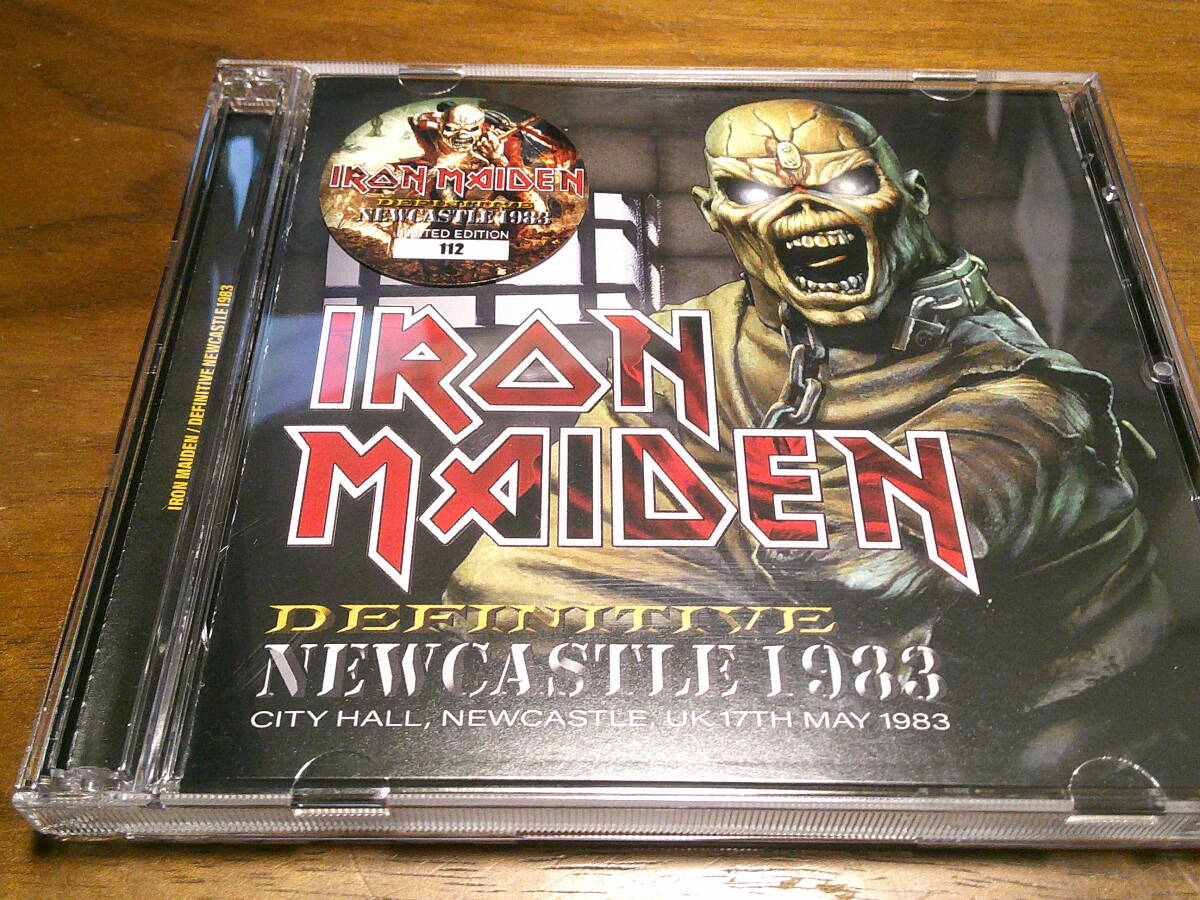 IRON MAIDEN
DEFINITIVE
NEWCASTLE 1983
LIMITED EDITION
112
IRON MAIDEN / DEFINITIVE NEWCASTLE 1983
IRON
MAIDEN
DEFINITIVE
NEWCASTLE 1983
CITY HALL, NEWCASTLE, UK 17TH MAY 1983